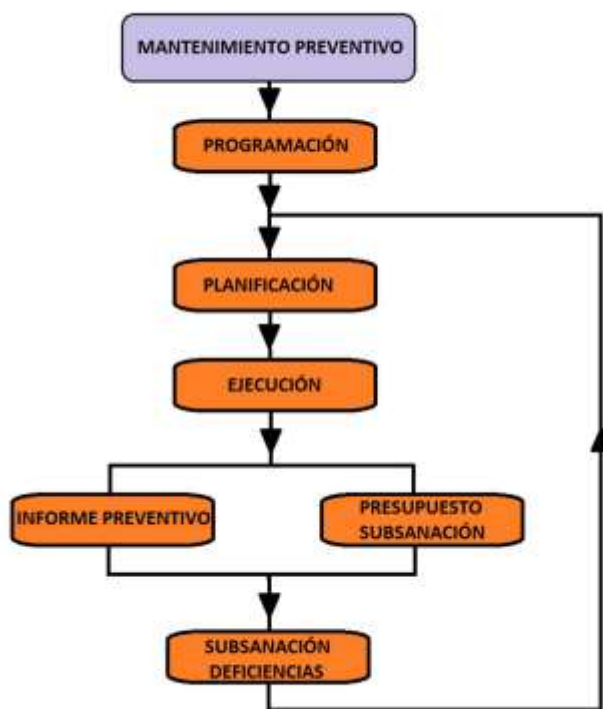 MANTENIMIENTO PREVENTIVO
PROGRAMACIÓN
PLANIFICACIÓN
EJECUCIÓN
INFORME PREVENTIVO
PRESUPUESTO
SUBSANACIÓN
SUBSANACIÓN
DEFICIENCIAS